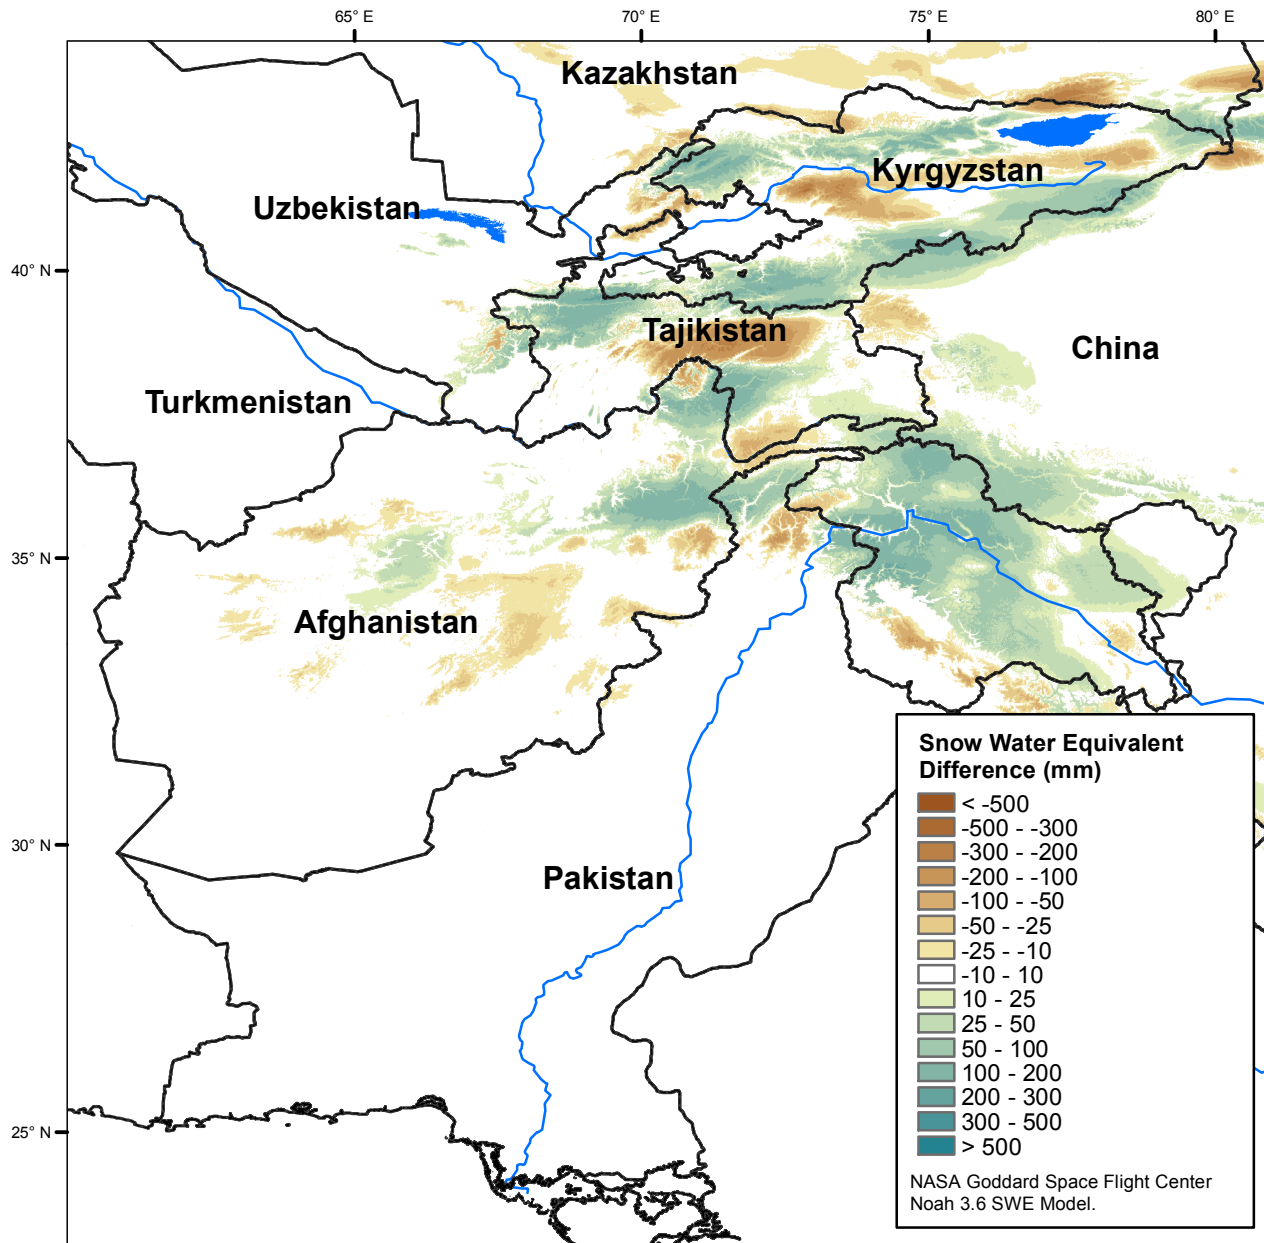 65° E
70° E
75° E
80° E
Kazakhstan
Kyrgyzstan
Uzbekistan
40° N
Tajikistan
China
Turkmenistan
35° N
Afghanistan
30° N
Pakistan
25° N
Snow Water Equivalent
Difference (mm)
< -500
-500 - -300
-300 - -200
-200 - -100
-100 - -50
-50 - -25
-25 - -10
-10 - 10
10 - 25
25 - 50
50 - 100
100 - 200
200 - 300
300 - 500
> 500
NASA Goddard Space Flight Center
Noah 3.6 SWE Model.